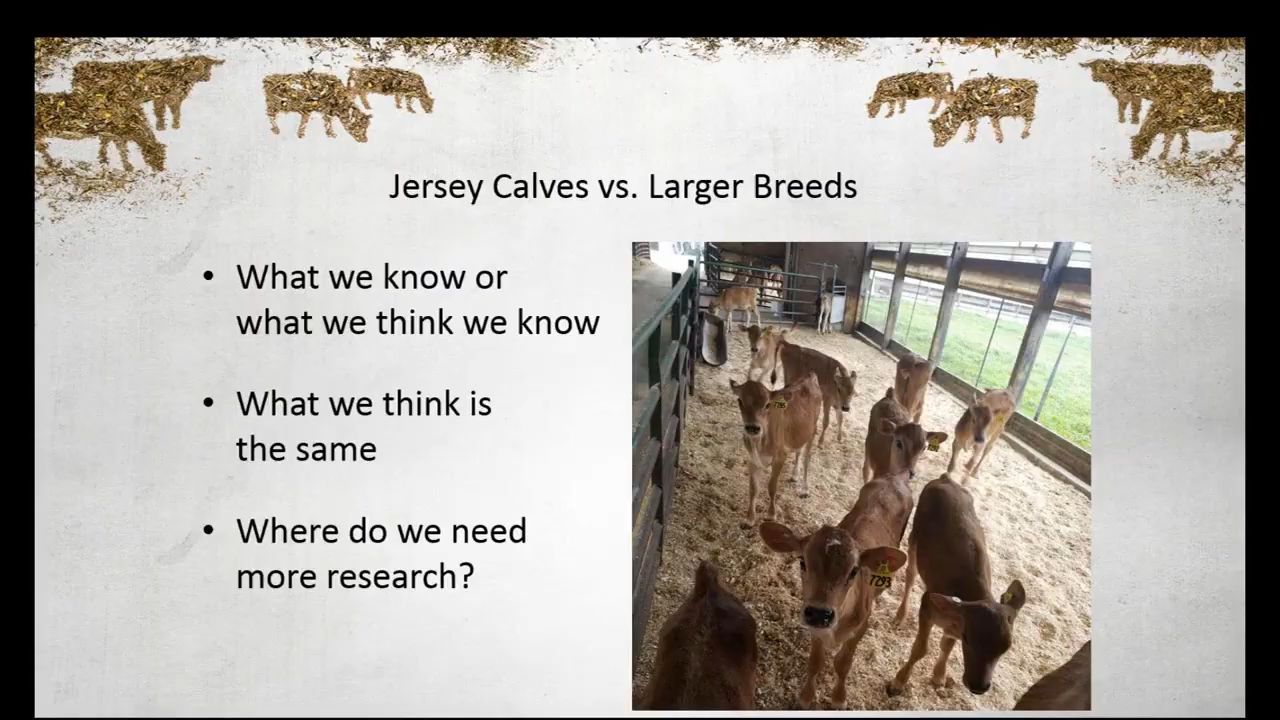 Jersey Calves vs. Larger Breeds
• What we know or
what we think we know
• What we think is
the same
• Where do we need
more research?
7293